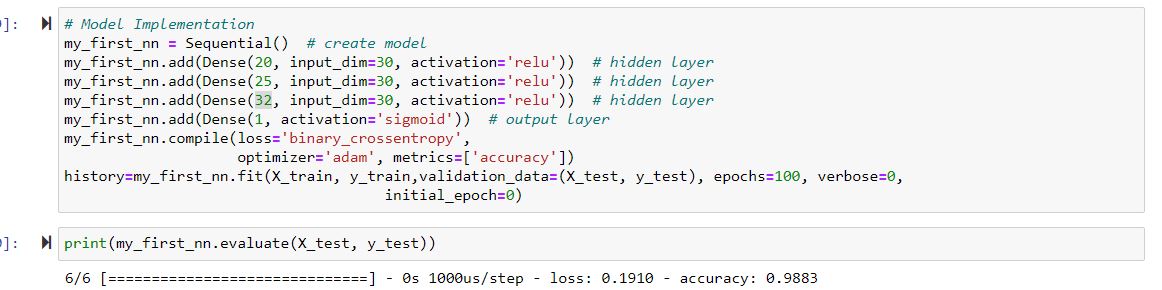 ]:
# Model Implementation
my_first_nn = Sequential()  # create model
my_first_nn.add(Dense(20, input_dim=30, activation='relu'))  # hidden layer
my_first_nn.add(Dense(25, input_dim=30, activation='relu'))  # hidden layer
my_first_nn.add(Dense(32, input_dim=30, activation='relu'))  # hidden layer
my_first_nn.add(Dense(1, activation='sigmoid'))  # output layer
my_first_nn.compile(loss='binary_crossentropy',
                    optimizer='adam', metrics=['accuracy'])
history=my_first_nn.fit(X_train, y_train,validation_data=(X_test, y_test), epochs=100, verbose=0,
                                     initial_epoch=0)
]:
print(my_first_nn.evaluate(X_test, y_test))
6/6 [==============================] - 0s 1000us/step - loss: 0.1910 - accuracy: 0.9883